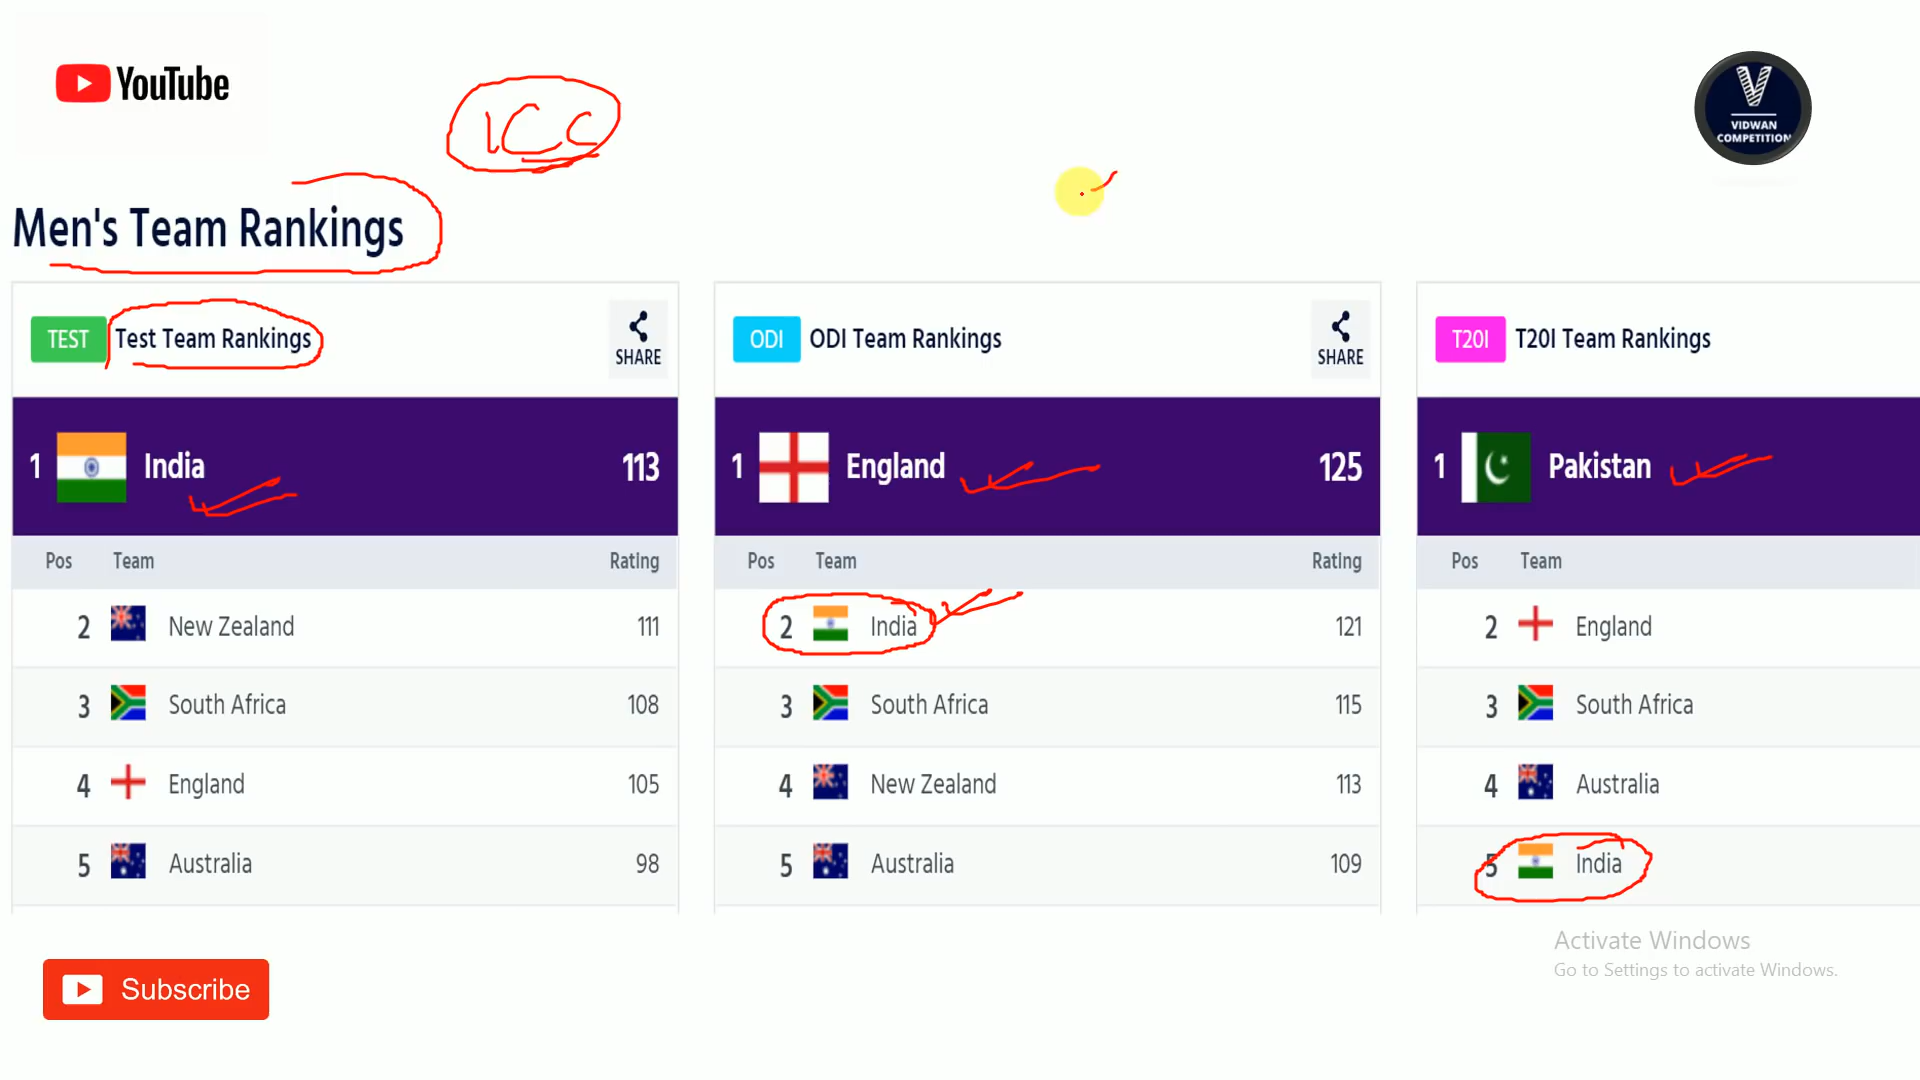 YouTube
ICC
VIDWAN
COMPETITION
Men's Team Rankings
TEST Test Team Rankings
SHARE
1 India 113
Pos Team Rating
2 New Zealand 111
3 South Africa 108
4 England 105
5 Australia 98
ODI ODI Team Rankings
SHARE
1 England 125
Pos Team Rating
2 India 121
3 South Africa 115
4 New Zealand 113
5 Australia 109
T20I T20I Team Rankings
1 Pakistan
Pos Team
2 England
3 South Africa
4 Australia
5 India
Activate Windows
Go to Settings to activate Windows.
Subscribe